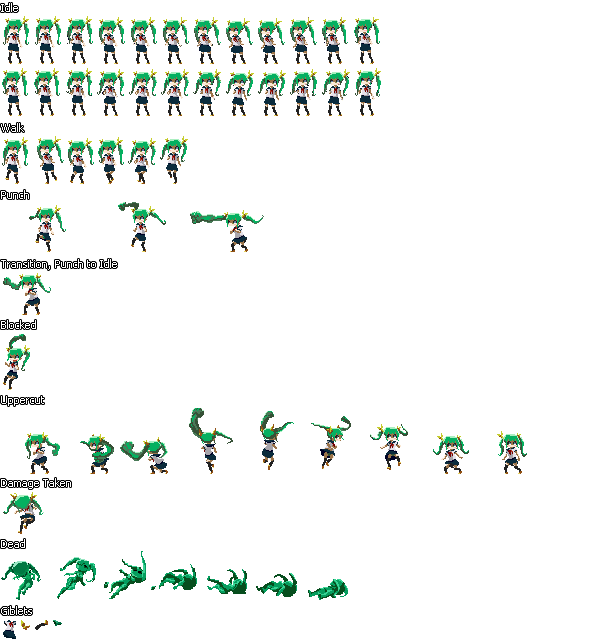 Idle
Walk
Punch
Transition, Punch to Idle
Blocked
Uppercut
Damage Taken
Dead
Giblets